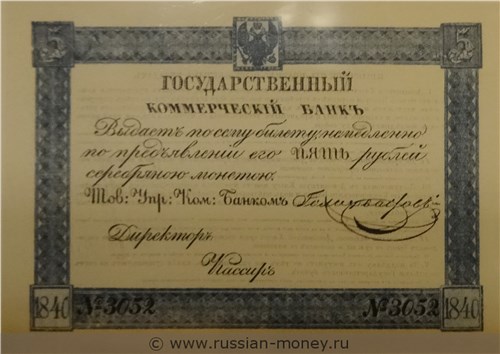 5 5
ГОСУДАРСТВЕННЫЙ
КОММЕРЧЕСКІЙ БАНКЪ
Выдаетъ по сему билету, немедленно
по предъявленіи его ПЯТЬ рублей
серебряною монетою.
Тов: Упр: Ком: Банкомъ
Директоръ
Кассиръ
1840 №3052 №3052 1840
© www.russian-money.ru